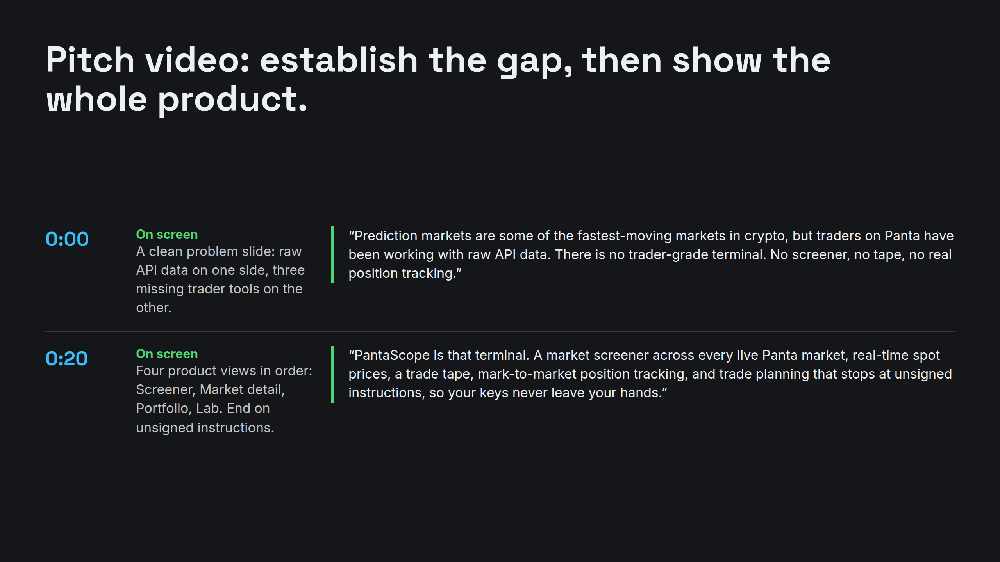 Pitch video: establish the gap, then show the
whole product.
0:00
On screen
A clean problem slide: raw
API data on one side, three
missing trader tools on the
other.
“Prediction markets are some of the fastest-moving markets in crypto, but traders on Panta have
been working with raw API data. There is no trader-grade terminal. No screener, no tape, no real
position tracking.”
0:20
On screen
Four product views in order:
Screener, Market detail,
Portfolio, Lab. End on
unsigned instructions.
“PantaScope is that terminal. A market screener across every live Panta market, real-time spot
prices, a trade tape, mark-to-market position tracking, and trade planning that stops at unsigned
instructions, so your keys never leave your hands.”